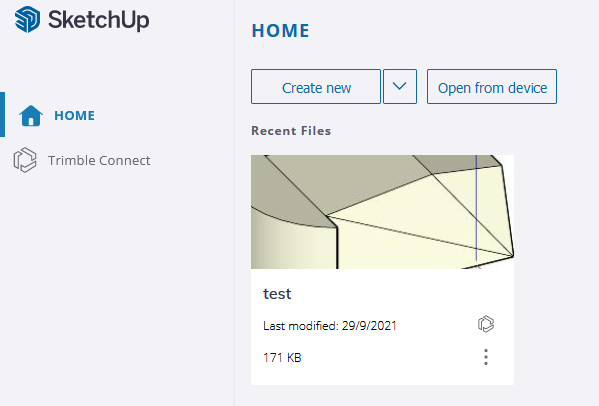 SketchUp
HOME
Trimble Connect
HOME
Create new
Open from device
Recent Files
test
Last modified: 29/9/2021
171 KB